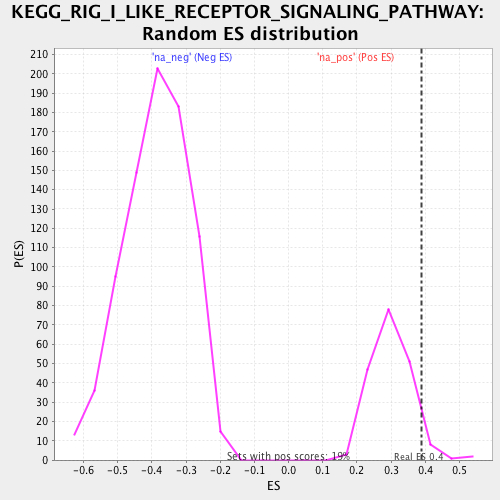 KEGG_RIG_I_LIKE_RECEPTOR_SIGNALING_PATHWAY:
Random ES distribution
'na_neg' (Neg ES)
'na_pos' (Pos ES)
210
200
190
180
170
160
150
140
130
120
110
100
90
80
70
60
50
40
30
20
10
0
P(ES)
Sets with pos scores: 19%
Real ES 0.4
-0.6 -0.5 -0.4 -0.3 -0.2 -0.1 0.0 0.1 0.2 0.3 0.4 0.5
ES